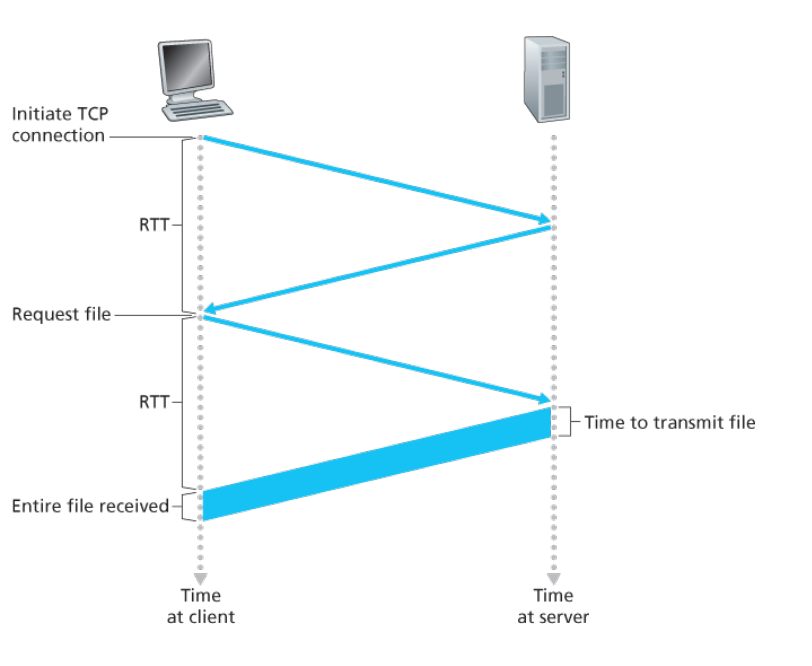 Initiate TCP
connection
RTT
Request file
RTT
Time to transmit file
Entire file received
Time
at client
Time
at server